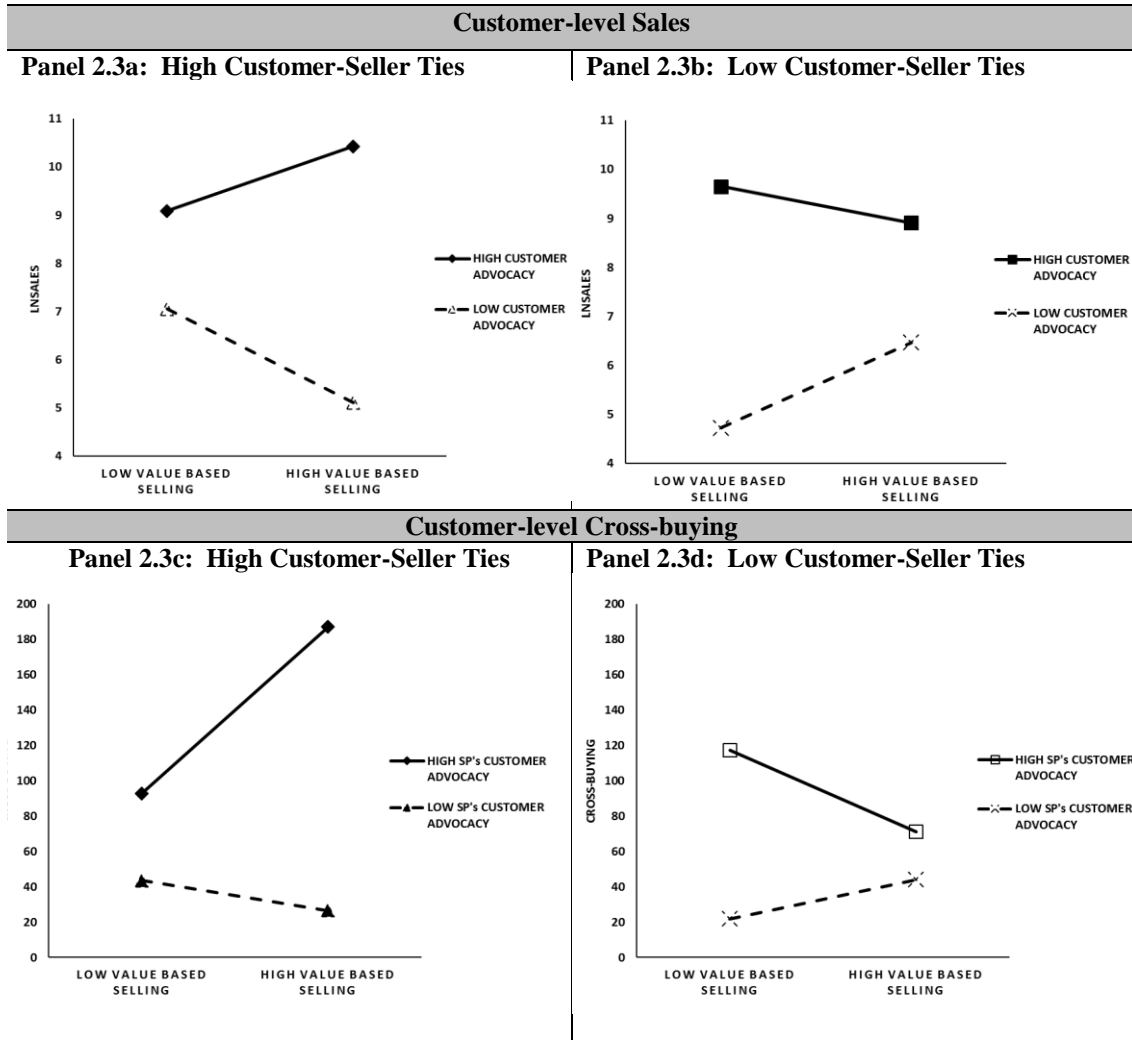 Customer-level Sales
Panel 2.3a: High Customer-Seller Ties
Panel 2.3b: Low Customer-Seller Ties
11
10
9
8
7
6
5
4
LNSALES
LOW VALUE BASED
SELLING
HIGH VALUE BASED
SELLING
HIGH CUSTOMER
ADVOCACY
LOW CUSTOMER
ADVOCACY
11
10
9
8
7
6
5
4
LNSALES
LOW VALUE BASED
SELLING
HIGH VALUE BASED
SELLING
HIGH CUSTOMER
ADVOCACY
LOW CUSTOMER
ADVOCACY
Customer-level Cross-buying
Panel 2.3c: High Customer-Seller Ties
Panel 2.3d: Low Customer-Seller Ties
200
180
160
140
120
100
80
60
40
20
0
LOW VALUE BASED
SELLING
HIGH VALUE BASED
SELLING
HIGH SP's CUSTOMER
ADVOCACY
LOW SP's CUSTOMER
ADVOCACY
200
180
160
140
120
100
80
60
40
20
0
CROSS-BUYING
LOW VALUE BASED
SELLING
HIGH VALUE BASED
SELLING
HIGH SP's CUSTOMER
ADVOCACY
LOW SP's CUSTOMER
ADVOCACY